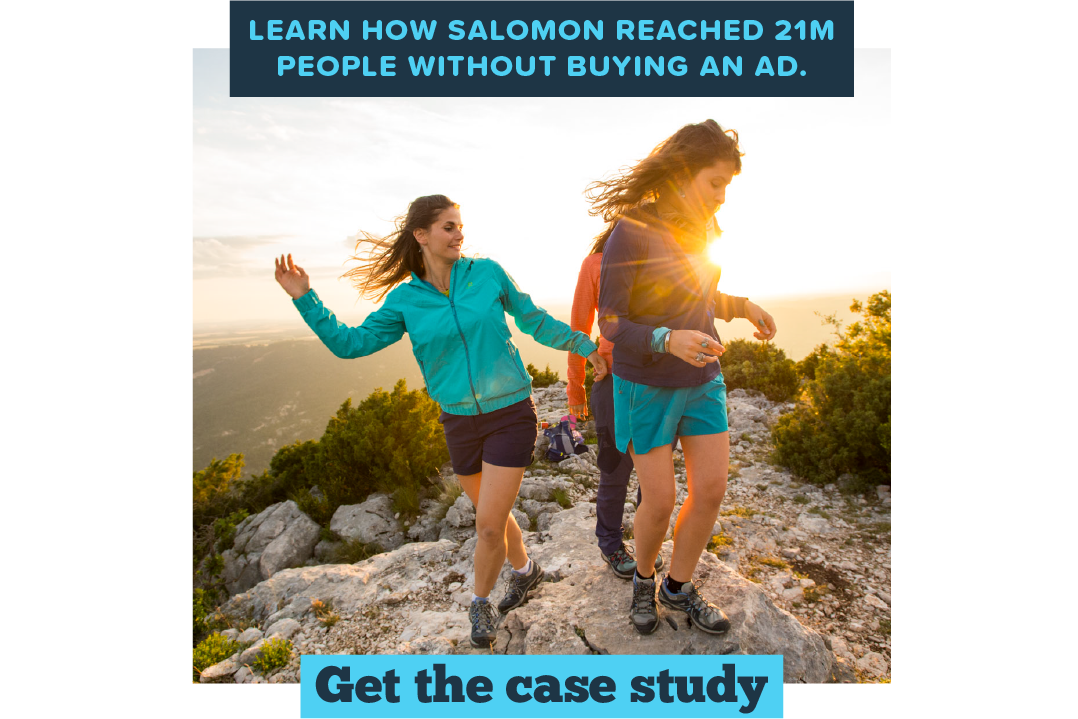 LEARN HOW SALOMON REACHED 21M
PEOPLE WITHOUT BUYING AN AD.
Get the case study